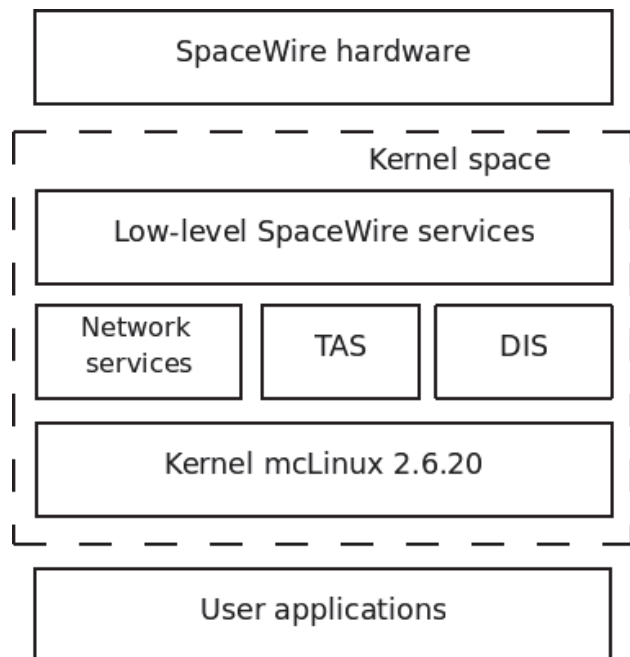 SpaceWire hardware
Kernel space
Low-level SpaceWire services
Network
services
TAS
DIS
Kernel mcLinux 2.6.20
User applications